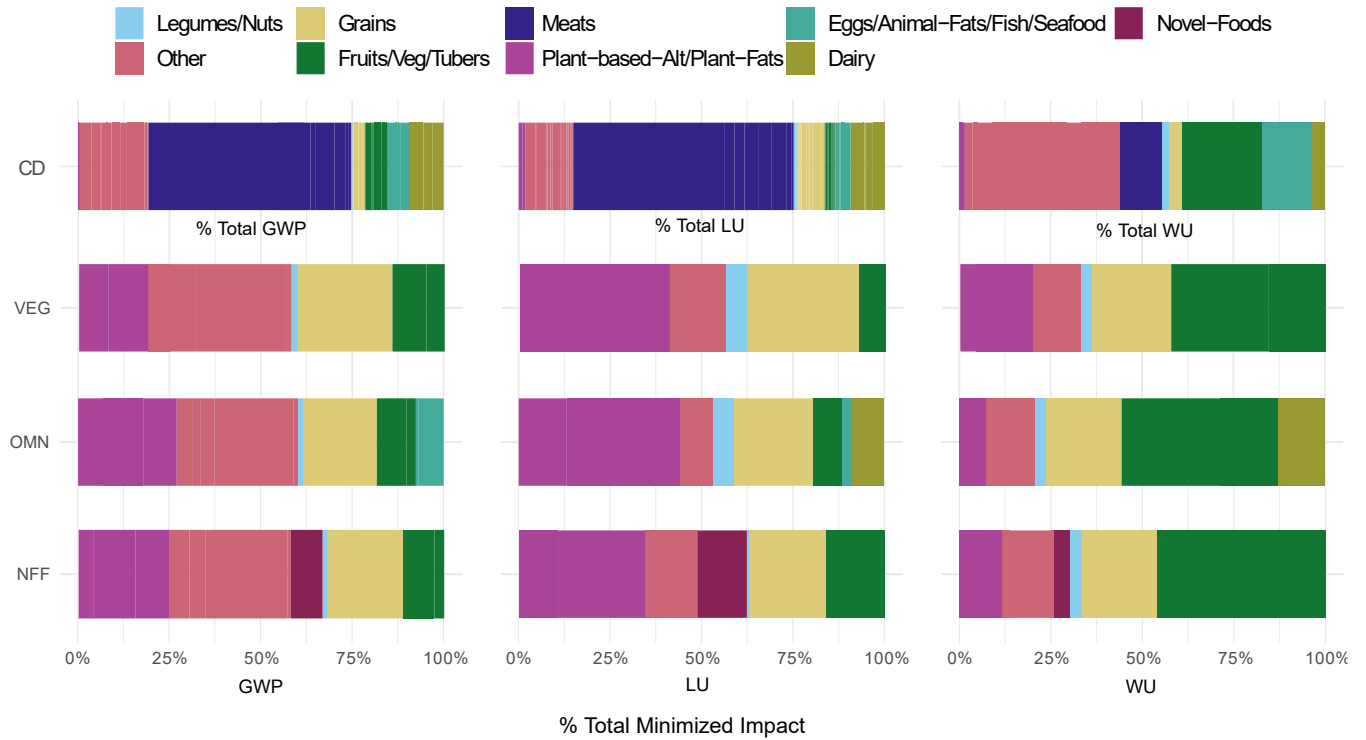 Legumes/Nuts Grains Meats Eggs/Animal−Fats/Fish/Seafood Novel−Foods
Other Fruits/Veg/Tubers Plant−based−Alt/Plant−Fats Dairy
CD
% Total GWP % Total LU % Total WU
VEG
OMN
NFF
0% 25% 50% 75% 100% 0% 25% 50% 75% 100% 0% 25% 50% 75% 100%
GWP LU WU
% Total Minimized Impact